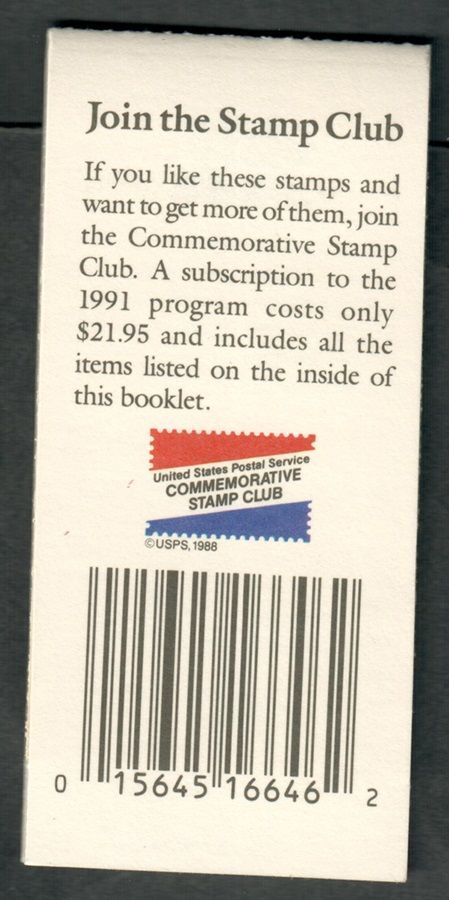 Join the Stamp Club
If you like these stamps and
want to get more of them, join
the Commemorative Stamp
Club. A subscription to the
1991 program costs only
$21.95 and includes all the
items listed on the inside of
this booklet.
United States Postal Service
COMMEMORATIVE
STAMP CLUB
©USPS, 1988
0 15645 16646 2